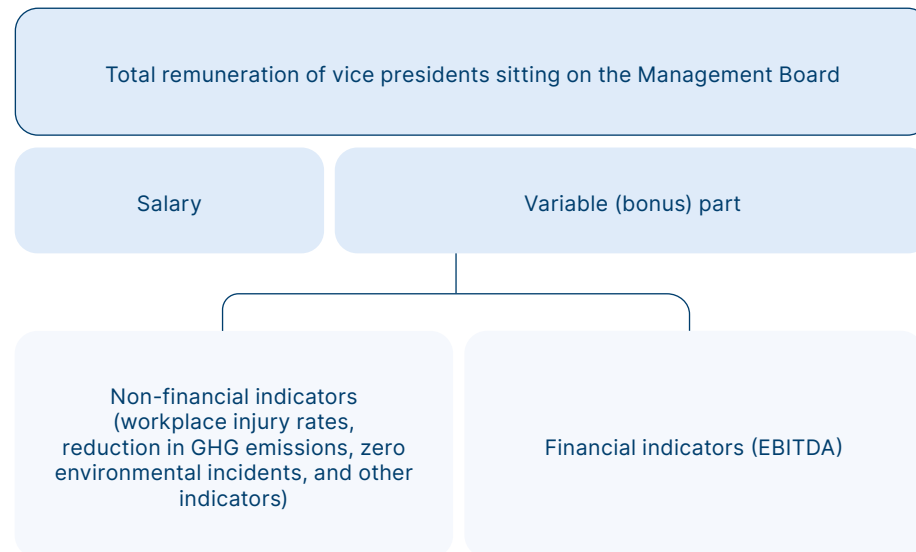 Total remuneration of vice presidents sitting on the Management Board
Salary
Variable (bonus) part
Non-financial indicators
(workplace injury rates,
reduction in GHG emissions, zero
environmental incidents, and other
indicators)
Financial indicators (EBITDA)